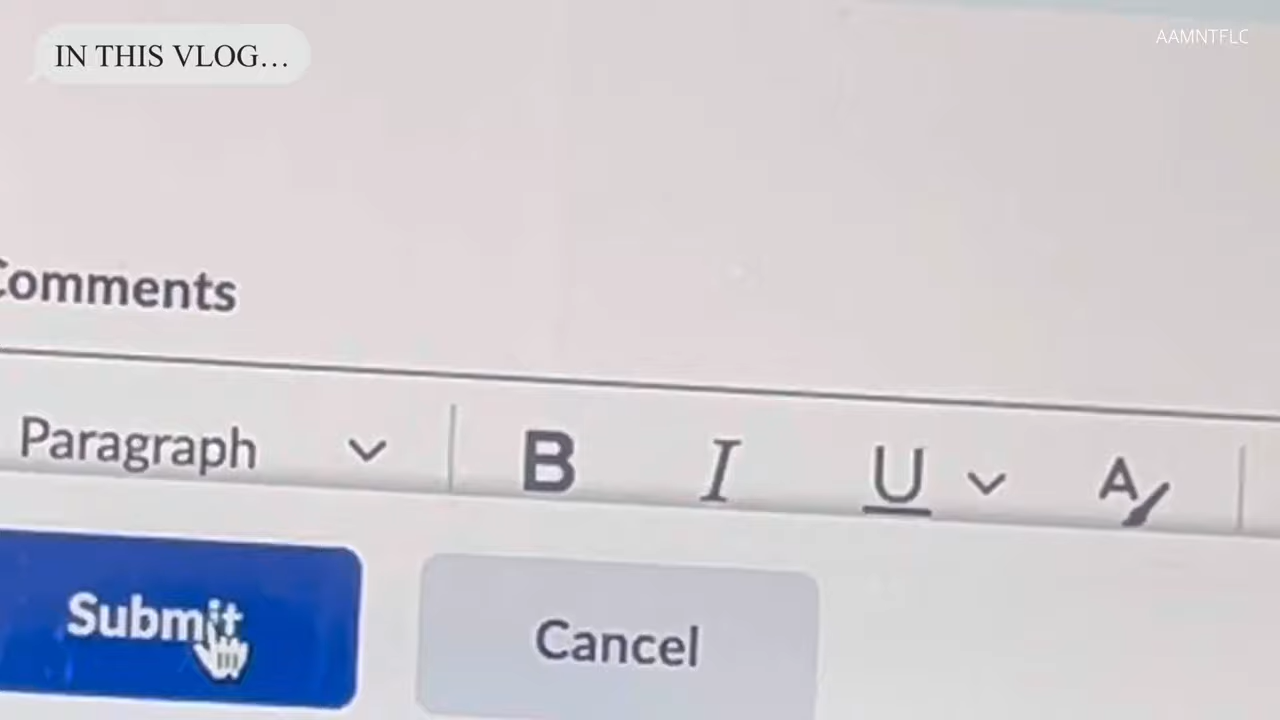 IN THIS VLOG...
AAMNTFLC
Comments
Paragraph B I U A
Submit Cancel